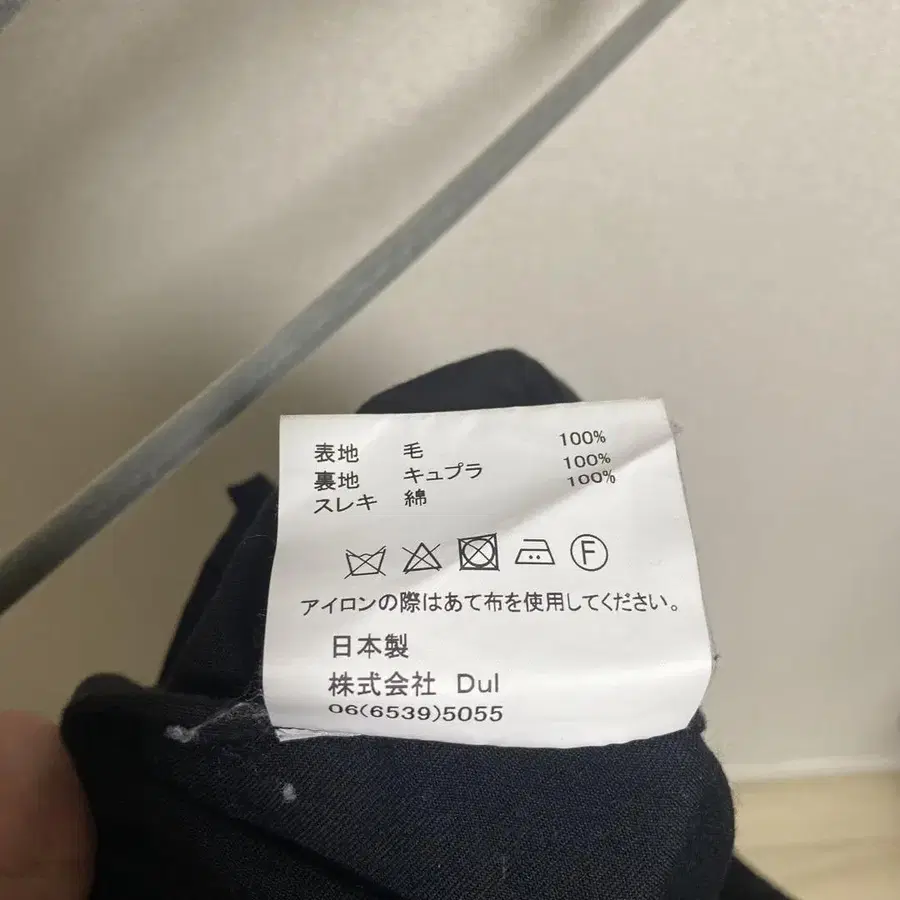 表地 毛 100%
裏地 キュプラ 100%
スレキ 綿 100%
F
アイロンの際はあて布を使用してください。
日本製
株式会社 Dul
06(6539)5055